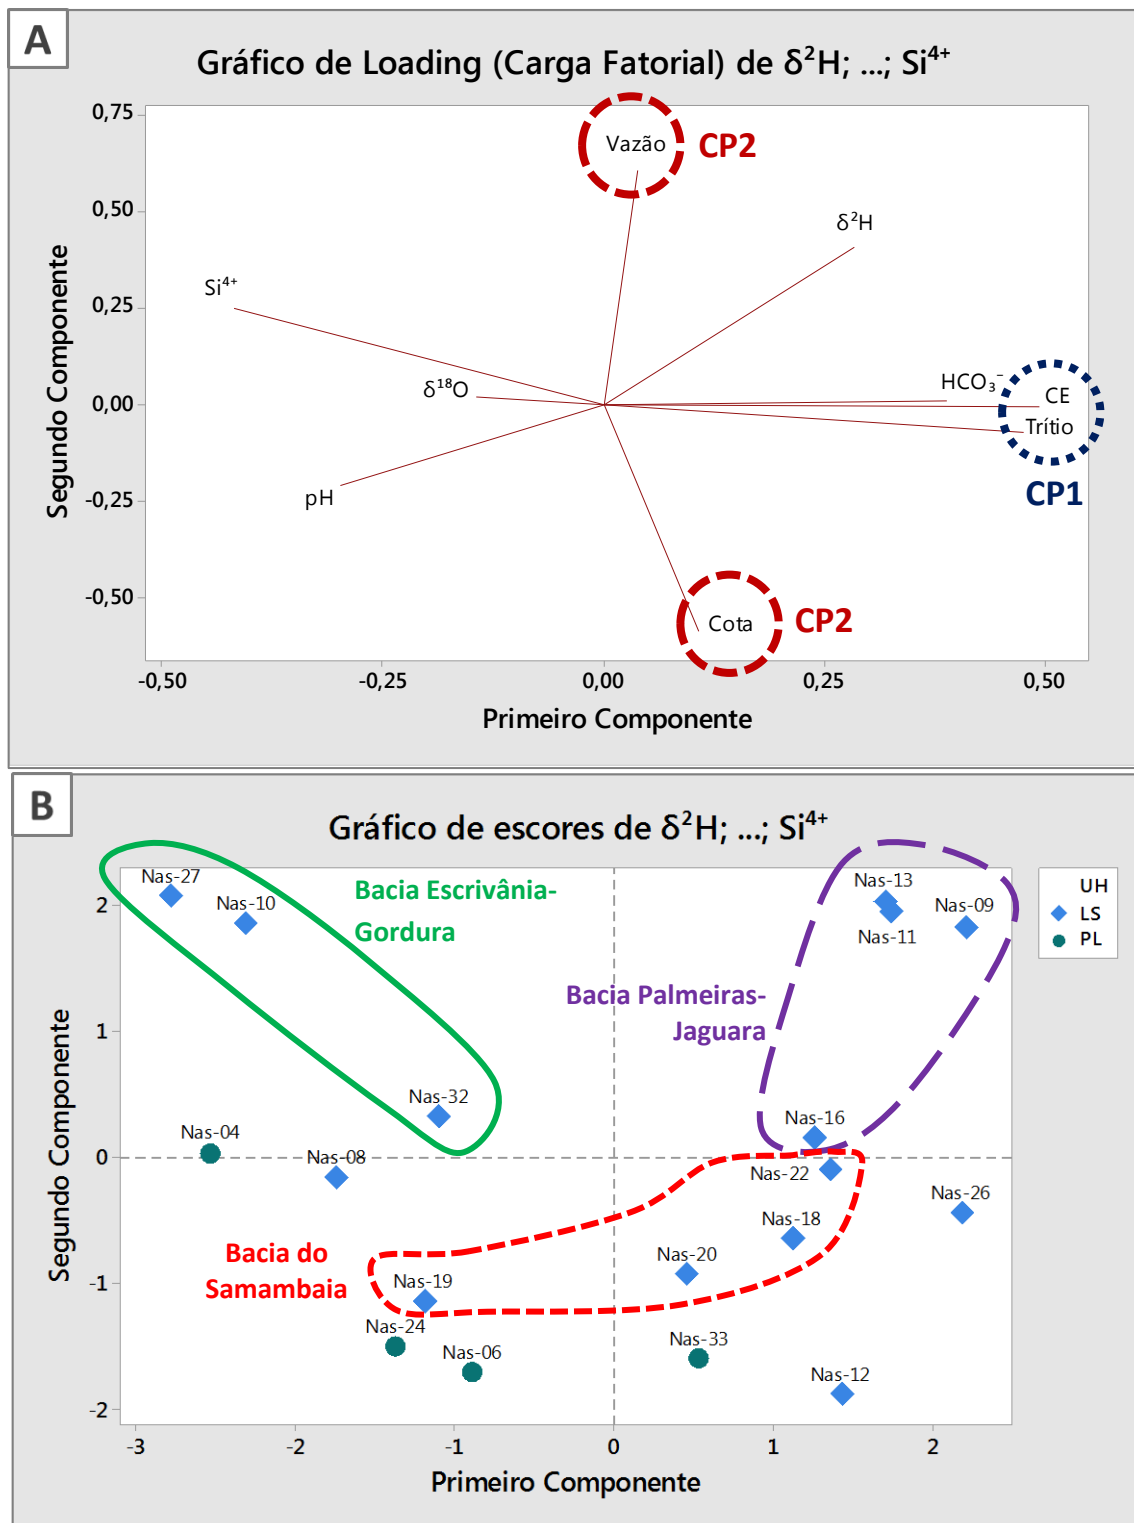 A
Gráfico de Loading (Carga Fatorial) de δ²H; ...; Si⁴⁺
0,75
0,50
0,25
0,00
-0,25
-0,50
Segundo Componente
Vazão
CP2
δ²H
Si⁴⁺
δ¹⁸O
HCO₃⁻
CE
Trítio
CP1
pH
Cota
CP2
-0,50
-0,25
0,00
0,25
0,50
Primeiro Componente
B
Gráfico de escores de δ²H; ...; Si⁴⁺
2
1
0
-1
-2
Segundo Componente
Nas-27
Nas-10
Bacia Escrivânia-
Gordura
Nas-13
Nas-09
Nas-11
UH
LS
PL
Bacia Palmeiras-
Jaguara
Nas-32
Nas-16
Nas-04
Nas-08
Nas-22
Nas-26
Nas-18
Bacia do
Samambaia
Nas-20
Nas-19
Nas-24
Nas-06
Nas-33
Nas-12
-3
-2
-1
0
1
2
Primeiro Componente